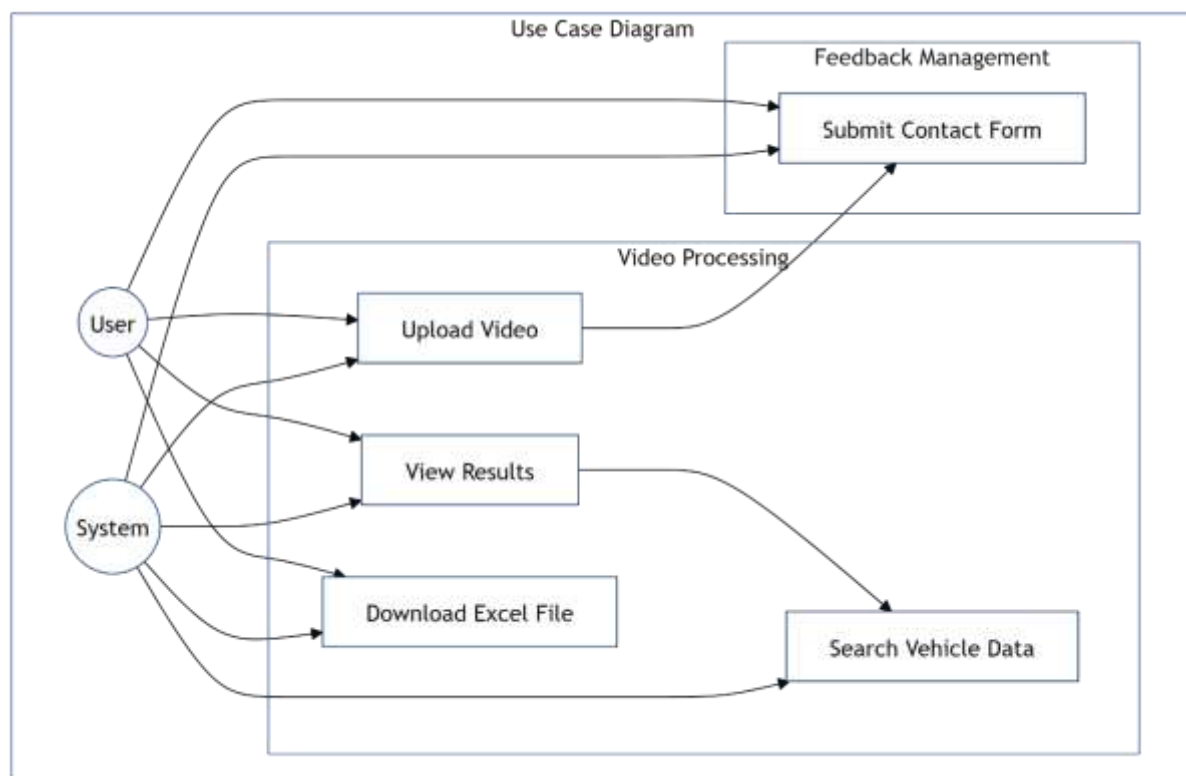 Use Case Diagram
Feedback Management
Submit Contact Form
Video Processing
User
Upload Video
View Results
System
Download Excel File
Search Vehicle Data